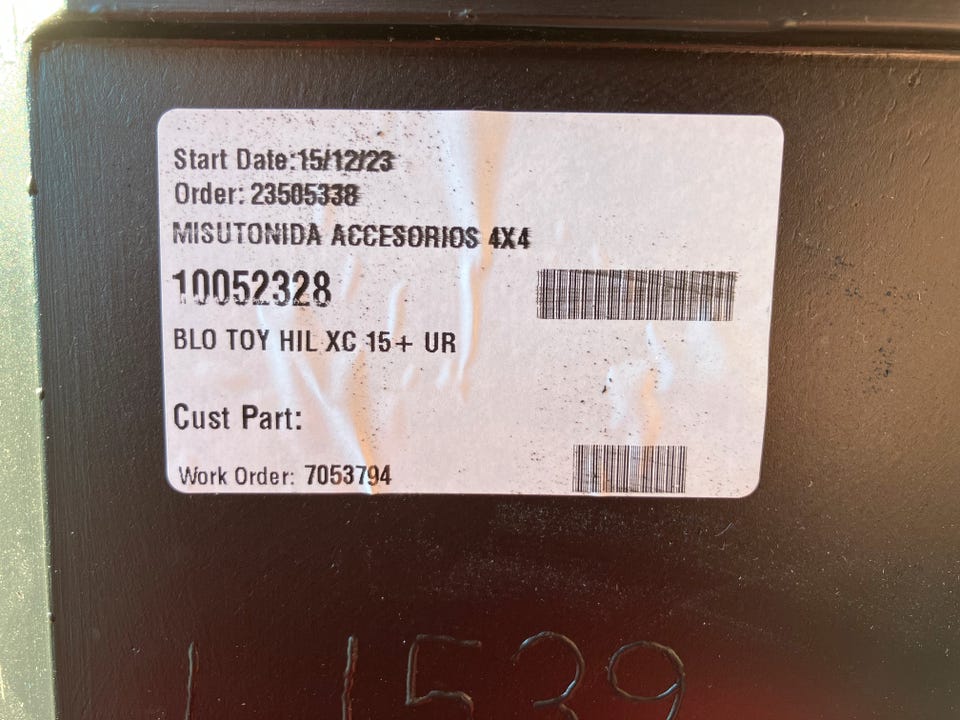 Start Date:15/12/23
Order: 23505338
MISUTONIDA ACCESORIOS 4X4
10052328
BLO TOY HIL XC 15+ UR
Cust Part:
Work Order: 7053794
1 1539